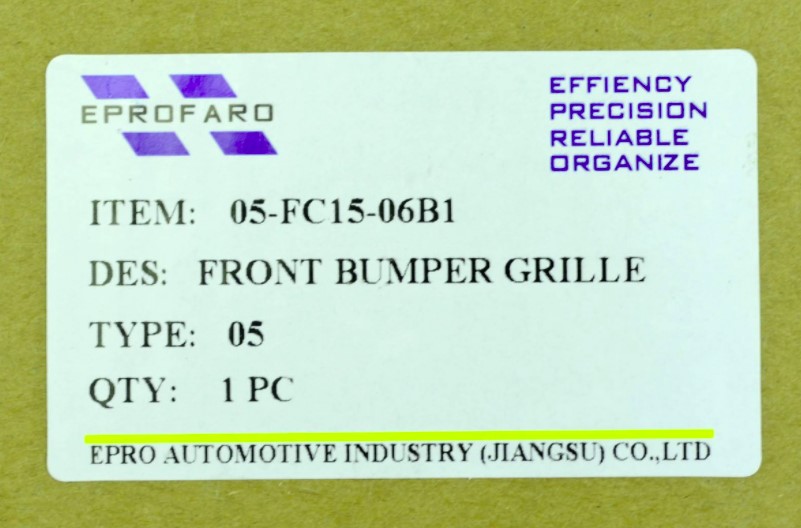 EPROFARO
EFFIENCY
PRECISION
RELIABLE
ORGANIZE
ITEM: 05-FC15-06B1
DES: FRONT BUMPER GRILLE
TYPE: 05
QTY: 1 PC
EPRO AUTOMOTIVE INDUSTRY (JIANGSU) CO.,LTD